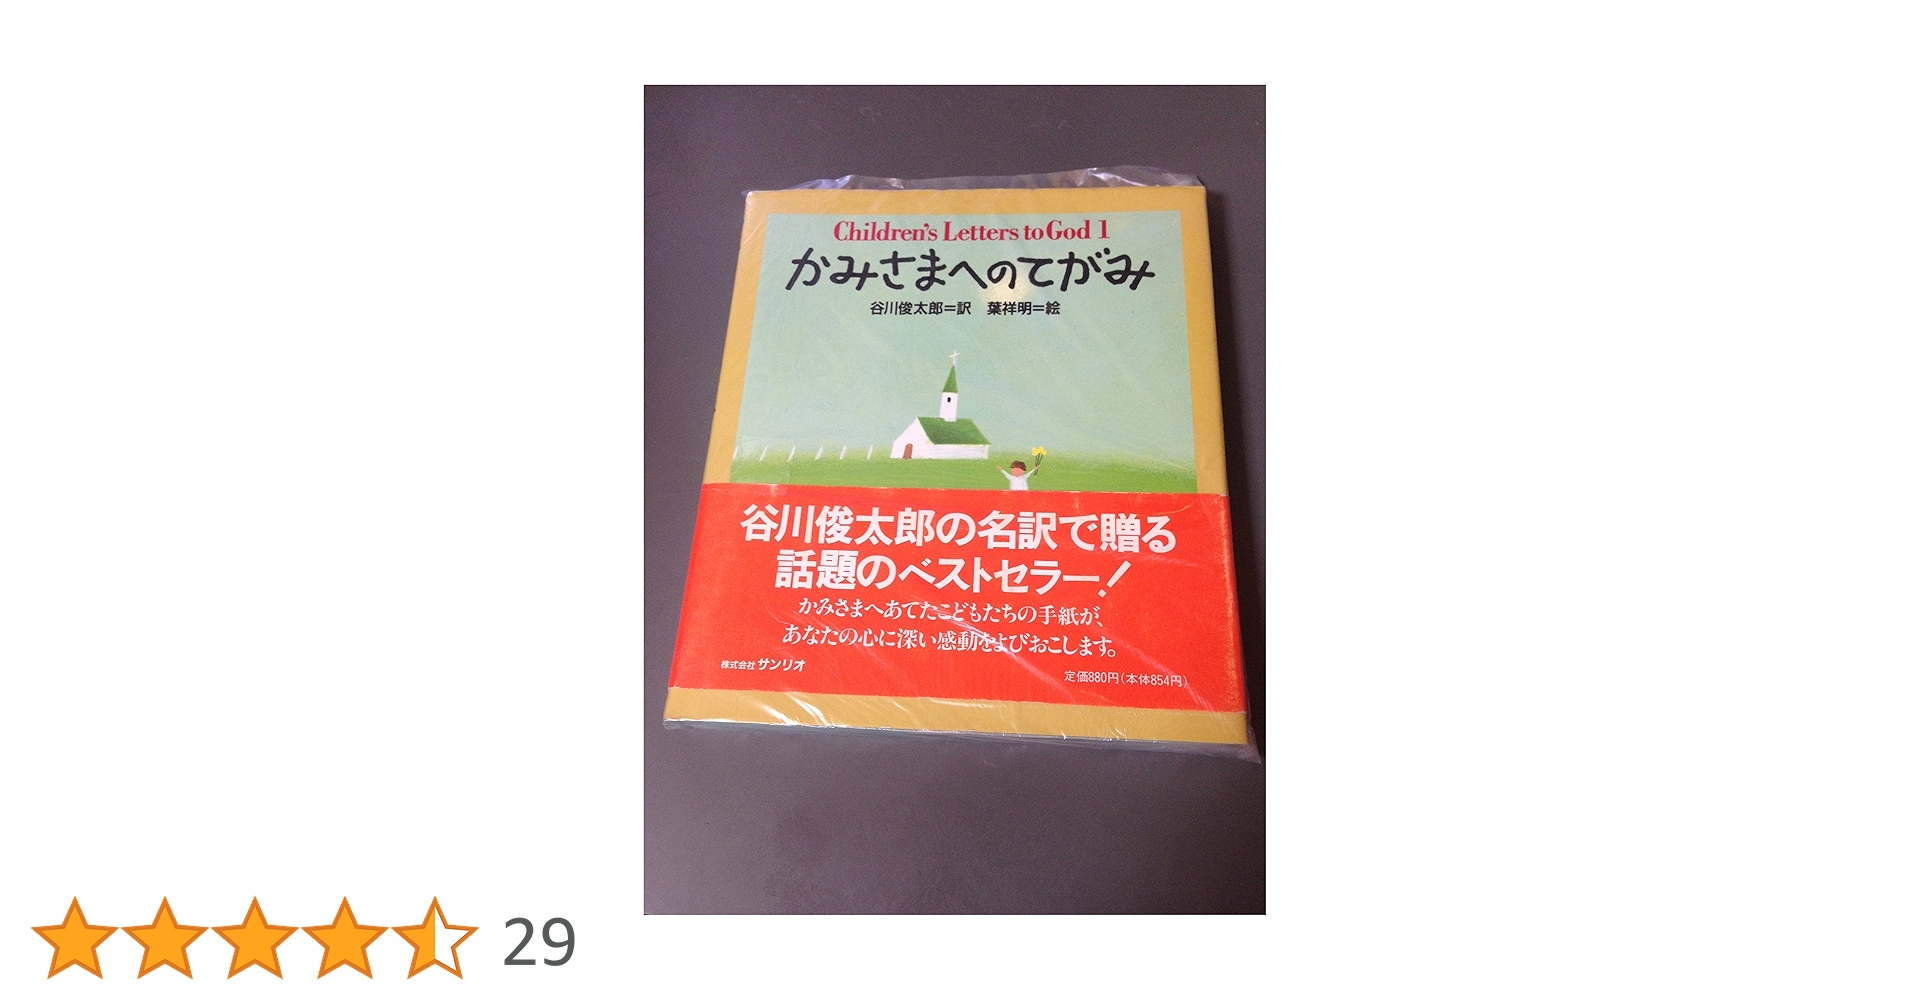 Children's Letters to God 1
かみさまへのてがみ
谷川俊太郎=訳 葉祥明=絵
谷川俊太郎の名訳で贈る
話題のベストセラー!
かみさまへあてたこどもたちの手紙が、
あなたの心に深い感動をよびおこします。
株式会社サンリオ
定価880円(本体854円)
29